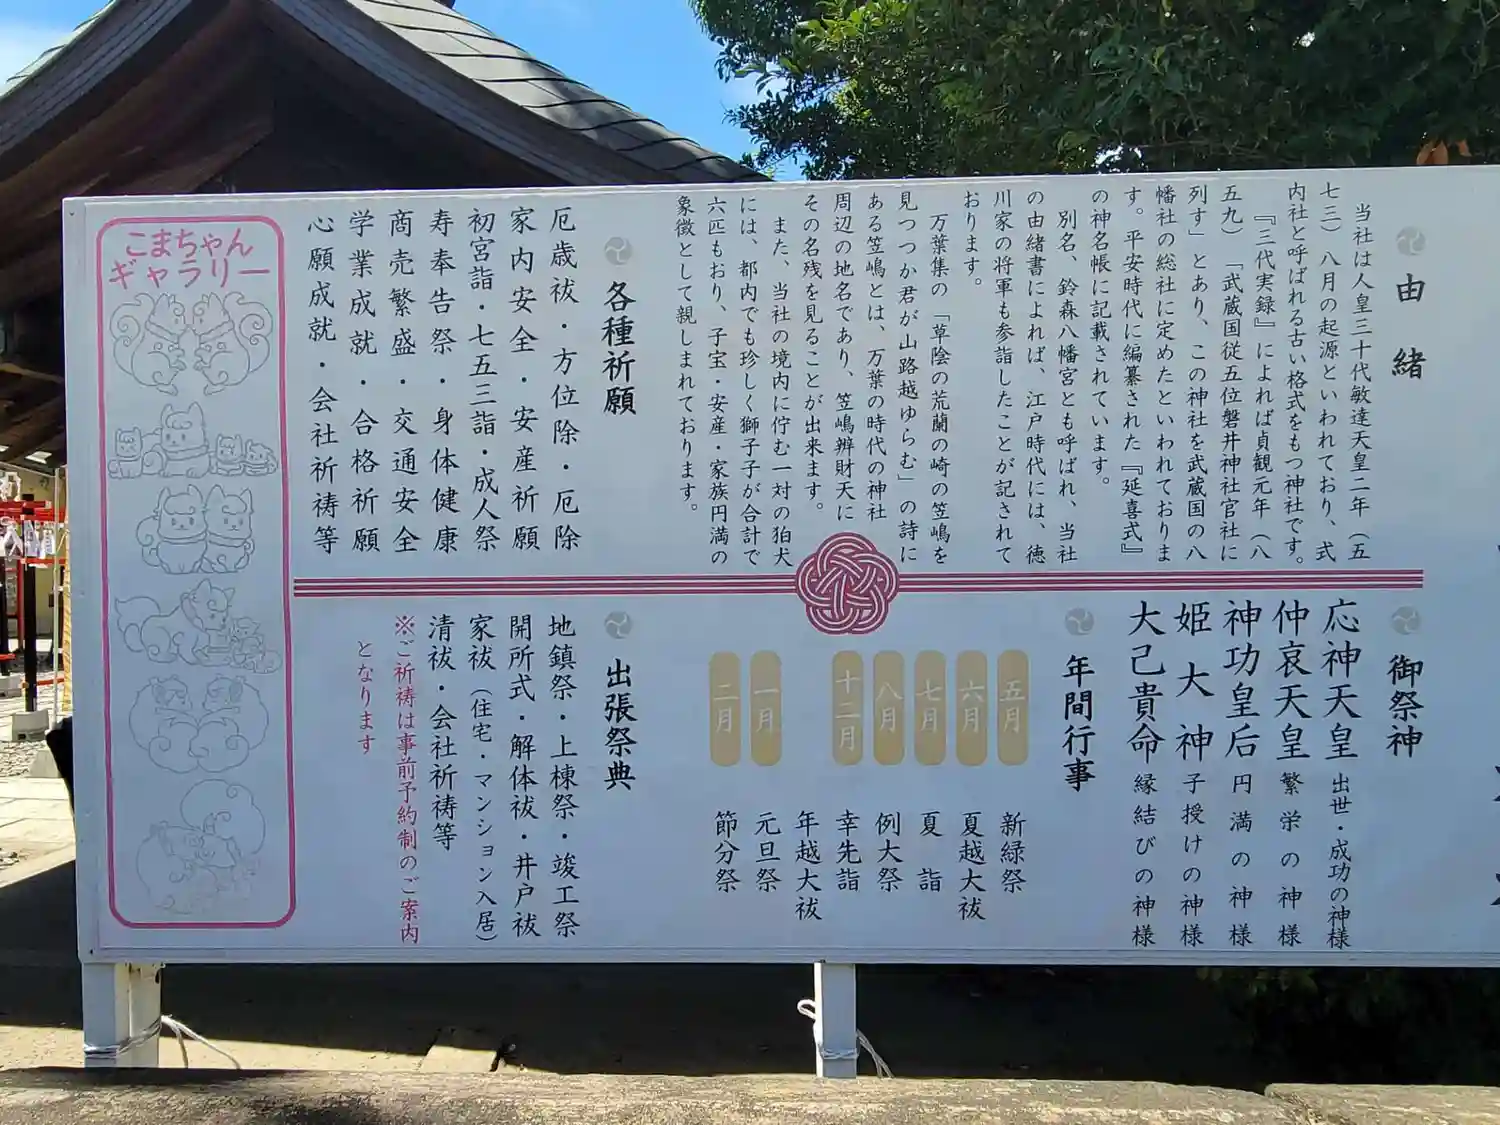 由緒
当社は人皇三十代敏達天皇二年（五
七三）八月の起源といわれており、式
内社と呼ばれる古い格式をもつ神社です。
『三代実録』によれば貞観元年（八
五九）「武蔵国従五位磐井神社官社に
列す」とあり、この神社を武蔵国の八
幡社の総社に定めたといわれておりま
す。平安時代に編纂された『延喜式』
の神名帳に記載されています。
別名、鈴森八幡宮とも呼ばれ、当社
の由緒書によれば、江戸時代には、徳
川家の将軍も参詣したことが記されて
おります。
万葉集の「草陰の荒藺の崎の笠嶋を
見つつか君が山路越ゆらむ」の詩に
ある笠嶋とは、万葉の時代の神社
周辺の地名であり、笠嶋辨財天に
その名残を見ることが出来ます。
また、当社の境内に佇む一対の狛犬
には、都内でも珍しく獅子子が合計で
六匹もおり、子宝・安産・家族円満の
象徴として親しまれております。
各種祈願
厄歳祓・方位除・厄除
家内安全・安産祈願
初宮詣・七五三詣・成人祭
寿奉告祭・身体健康
商売繁盛・交通安全
学業成就・合格祈願
心願成就・会社祈祷等
こまちゃん
ギャラリー
御祭神
応神天皇 出世・成功の神様
仲哀天皇 繁栄の神様
神功皇后 円満の神様
姫大神 子授けの神様
大己貴命 縁結びの神様
年間行事
五月 新緑祭
六月 夏越大祓
七月 夏詣
八月 例大祭
十二月 幸先詣
年越大祓
一月 元旦祭
二月 節分祭
出張祭典
地鎮祭・上棟祭・竣工祭
開所式・解体祓・井戸祓
家祓（住宅・マンション入居）
清祓・会社祈祷等
※ご祈祷は事前予約制のご案内
となります